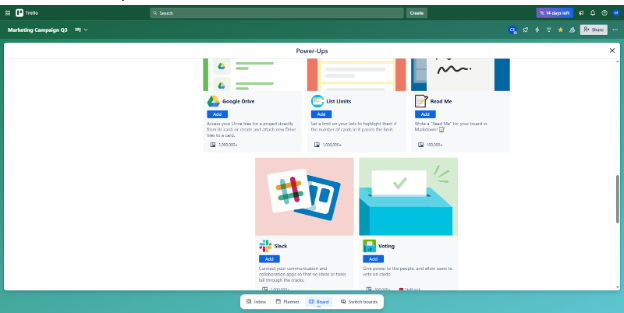 Trello
Search
Create
14 days left
Marketing Campaign Q3
Share
Power-Ups
Google Drive
Add
Access your Drive files for a project directly
from its card, or create and attach new Drive
files to a card.
List Limits
Add
Set a limit on your lists to highlight them if
the number of cards in it passes the limit.
1,000,000+
Read Me
Add
Write a "Read Me" for your board in
Markdown!
100,000+
Slack
Add
Connect your communication and
collaboration apps so that no ideas or tasks
fall through the cracks.
Voting
Add
Give power to the people, and allow users to
vote on cards.
Inbox
Planner
Board
Switch boards